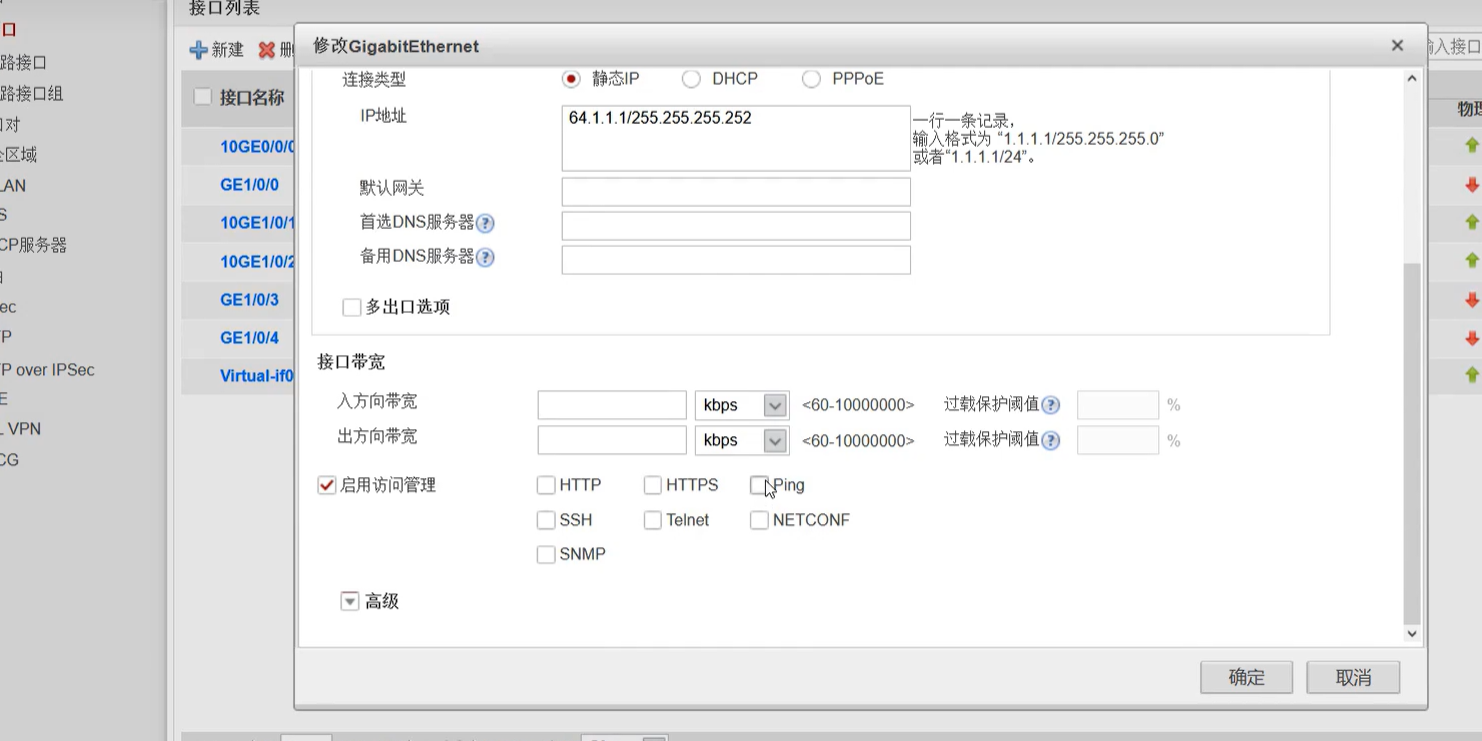 接口列表
口
新建
修改GigabitEthernet
路接口
路接口组
接口名称
连接类型
静态IP
DHCP
PPPoE
IP地址
64.1.1.1/255.255.255.252
一行一条记录,
输入格式为 “1.1.1.1/255.255.255.0”
或者“1.1.1.1/24”。
默认网关
首选DNS服务器
备用DNS服务器
多出口选项
10GE0/0/0
GE1/0/0
10GE1/0/1
10GE1/0/2
GE1/0/3
GE1/0/4
Virtual-if0
对
区域
LAN
S
CP服务器
ec
P
P over IPSec
E
L VPN
CG
接口带宽
入方向带宽
kbps
<60-10000000>
过载保护阈值
%
出方向带宽
kbps
<60-10000000>
过载保护阈值
%
启用访问管理
HTTP
HTTPS
Ping
SSH
Telnet
NETCONF
SNMP
高级
确定
取消
输入接口
物理